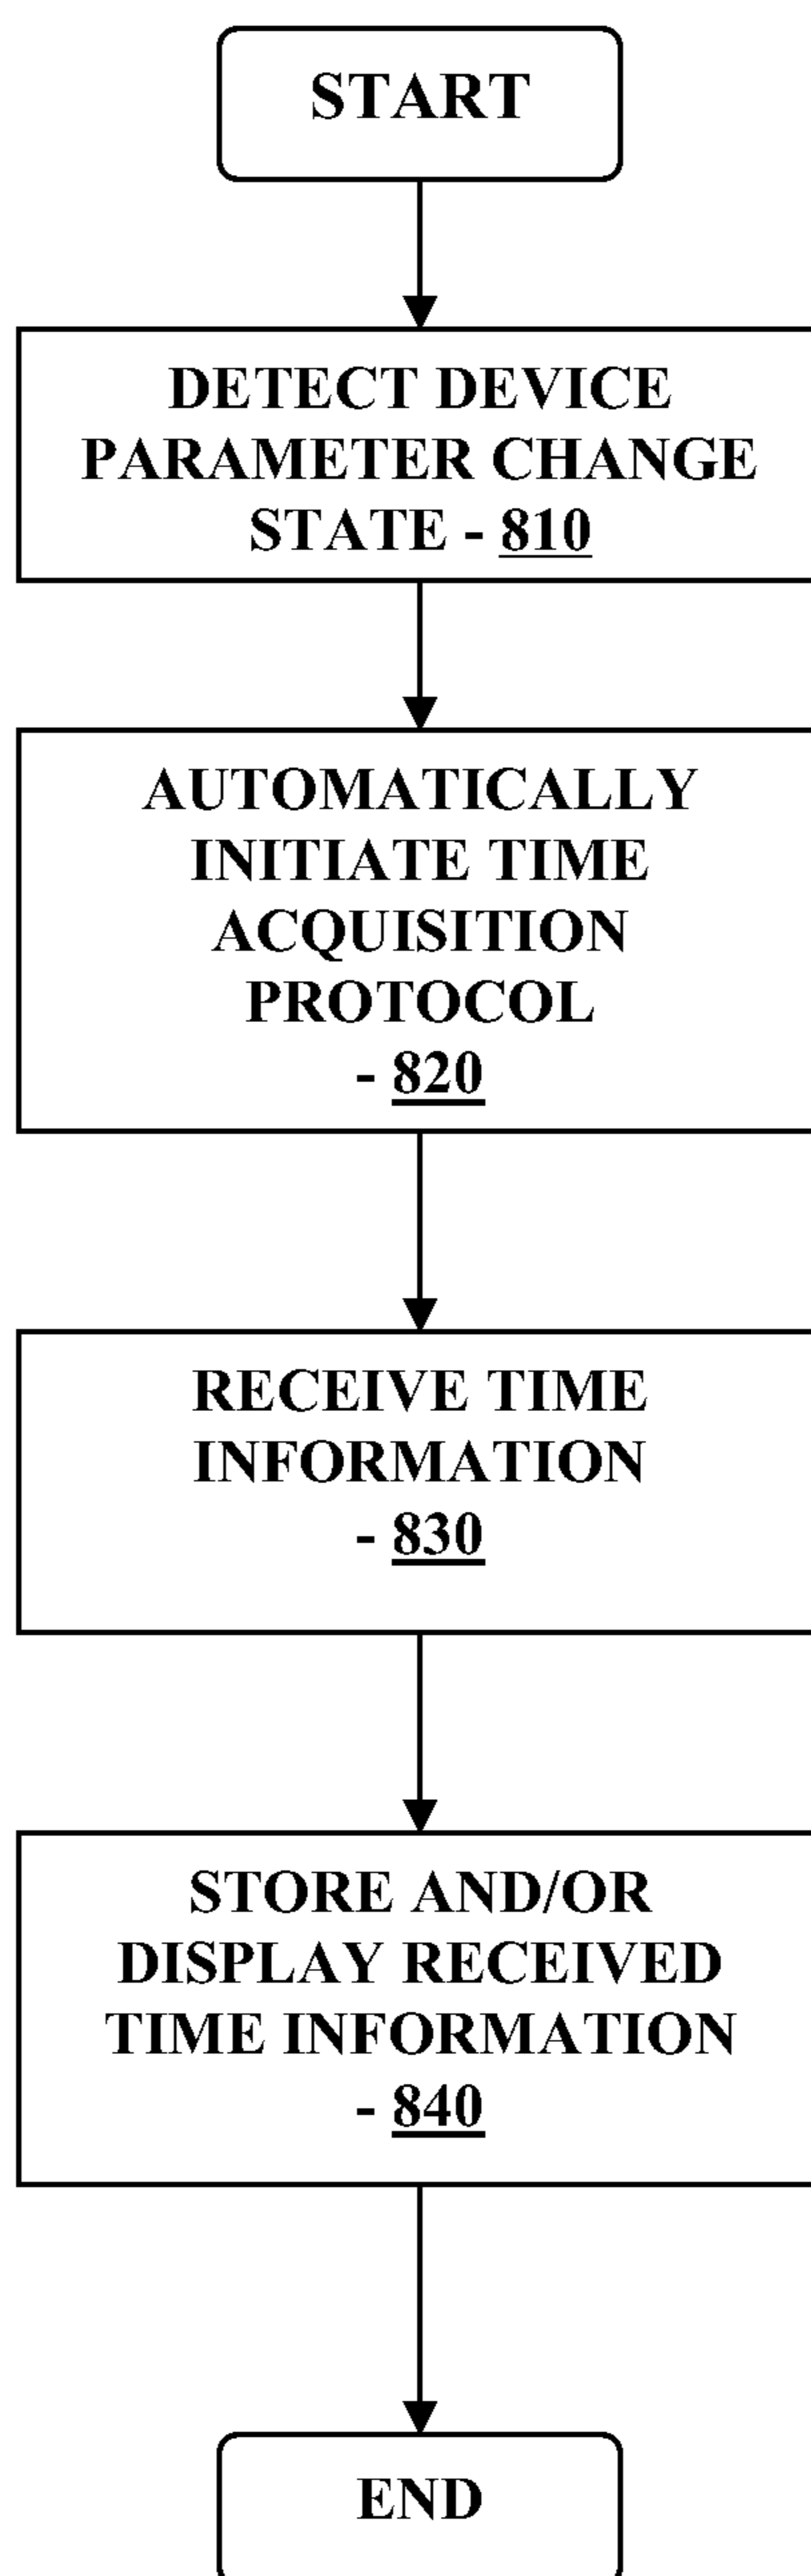 START
DETECT DEVICE
PARAMETER CHANGE
STATE - 810
AUTOMATICALLY
INITIATE TIME
ACQUISITION
PROTOCOL
- 820
RECEIVE TIME
INFORMATION
- 830
STORE AND/OR
DISPLAY RECEIVED
TIME INFORMATION
- 840
END